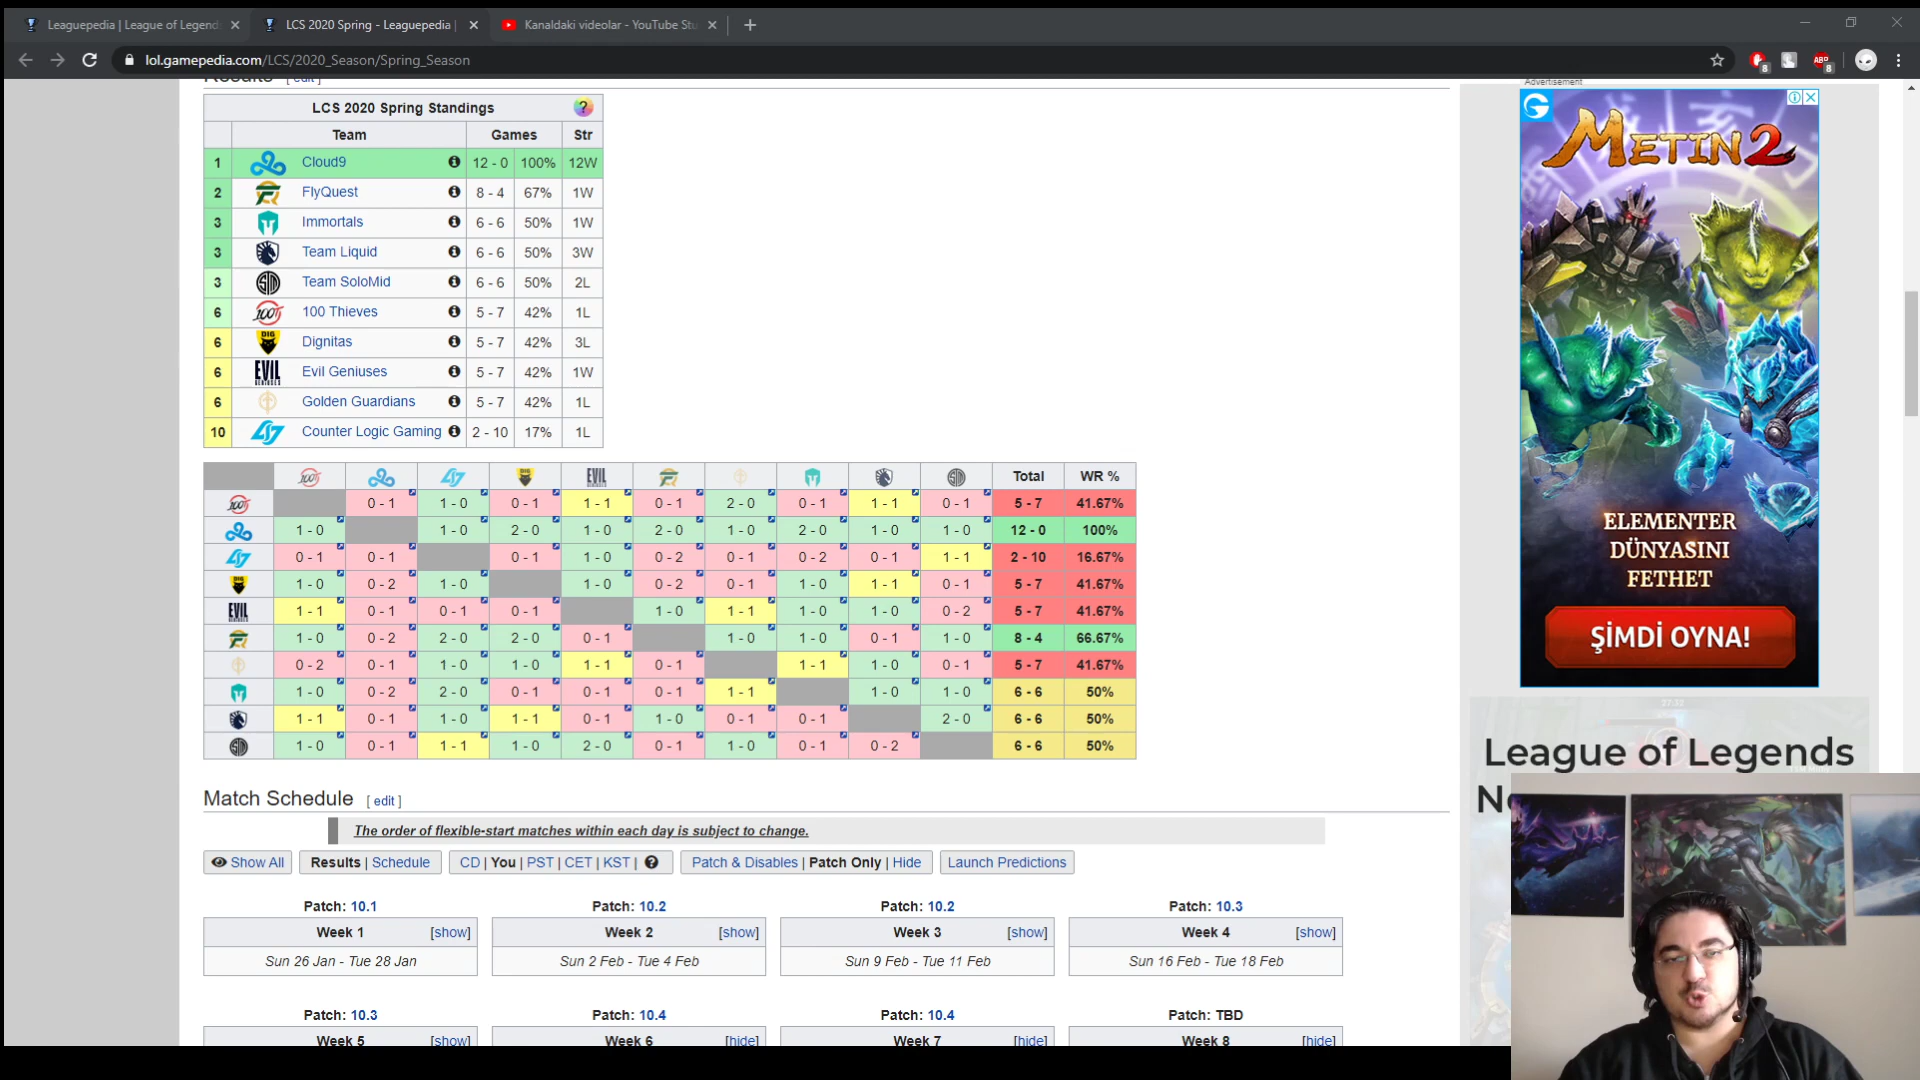 Leaguepedia | League of Legend
LCS 2020 Spring - Leaguepedia |
Kanaldaki videolar - YouTube Stu
lol.gamepedia.com/LCS/2020_Season/Spring_Season
8
ABP
8
Results [ edit ]
LCS 2020 Spring Standings ?
Team Games Str
1 Cloud9 12 - 0 100% 12W
2 FlyQuest 8 - 4 67% 1W
3 Immortals 6 - 6 50% 1W
3 Team Liquid 6 - 6 50% 3W
3 Team SoloMid 6 - 6 50% 2L
6 100 Thieves 5 - 7 42% 1L
6 Dignitas 5 - 7 42% 3L
6 Evil Geniuses 5 - 7 42% 1W
6 Golden Guardians 5 - 7 42% 1L
10 Counter Logic Gaming 2 - 10 17% 1L
Total WR %
0 - 1 1 - 0 0 - 1 1 - 1 0 - 1 2 - 0 0 - 1 1 - 1 0 - 1 5 - 7 41.67%
1 - 0 1 - 0 2 - 0 1 - 0 2 - 0 1 - 0 2 - 0 1 - 0 1 - 0 12 - 0 100%
0 - 1 0 - 1 0 - 1 1 - 0 0 - 2 0 - 1 0 - 2 0 - 1 1 - 1 2 - 10 16.67%
1 - 0 0 - 2 1 - 0 1 - 0 0 - 2 0 - 1 1 - 0 1 - 1 0 - 1 5 - 7 41.67%
1 - 1 0 - 1 0 - 1 0 - 1 1 - 0 1 - 1 1 - 0 1 - 0 0 - 2 5 - 7 41.67%
1 - 0 0 - 2 2 - 0 2 - 0 0 - 1 1 - 0 1 - 0 0 - 1 1 - 0 8 - 4 66.67%
0 - 2 0 - 1 1 - 0 1 - 0 1 - 1 0 - 1 1 - 1 1 - 0 0 - 1 5 - 7 41.67%
1 - 0 0 - 2 2 - 0 0 - 1 0 - 1 0 - 1 1 - 1 1 - 0 1 - 0 6 - 6 50%
1 - 1 0 - 1 1 - 0 1 - 1 0 - 1 1 - 0 0 - 1 0 - 1 2 - 0 6 - 6 50%
1 - 0 0 - 1 1 - 1 1 - 0 2 - 0 0 - 1 1 - 0 0 - 1 0 - 2 6 - 6 50%
Match Schedule [ edit ]
The order of flexible-start matches within each day is subject to change.
Show All Results | Schedule CD | You | PST | CET | KST | ? Patch & Disables | Patch Only | Hide Launch Predictions
Patch: 10.1 Patch: 10.2 Patch: 10.2 Patch: 10.3
Week 1 [show] Week 2 [show] Week 3 [show] Week 4 [show]
Sun 26 Jan - Tue 28 Jan Sun 2 Feb - Tue 4 Feb Sun 9 Feb - Tue 11 Feb Sun 16 Feb - Tue 18 Feb
Patch: 10.3 Patch: 10.4 Patch: 10.4 Patch: TBD
Week 5 [show] Week 6 [hide] Week 7 [hide] Week 8 [hide]
Advertisement
METIN 2
ELEMENTER
DÜNYASINI
FETHET
ŞİMDİ OYNA!
League of Legends